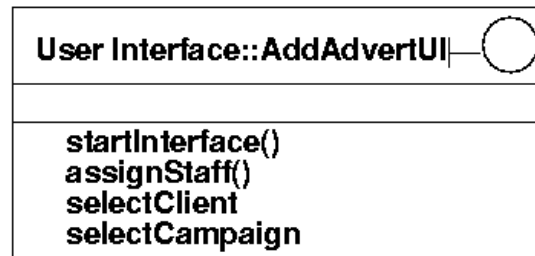 User Interface::AddAdvertUI
startInterface()
assignStaff()
selectClient
selectCampaign